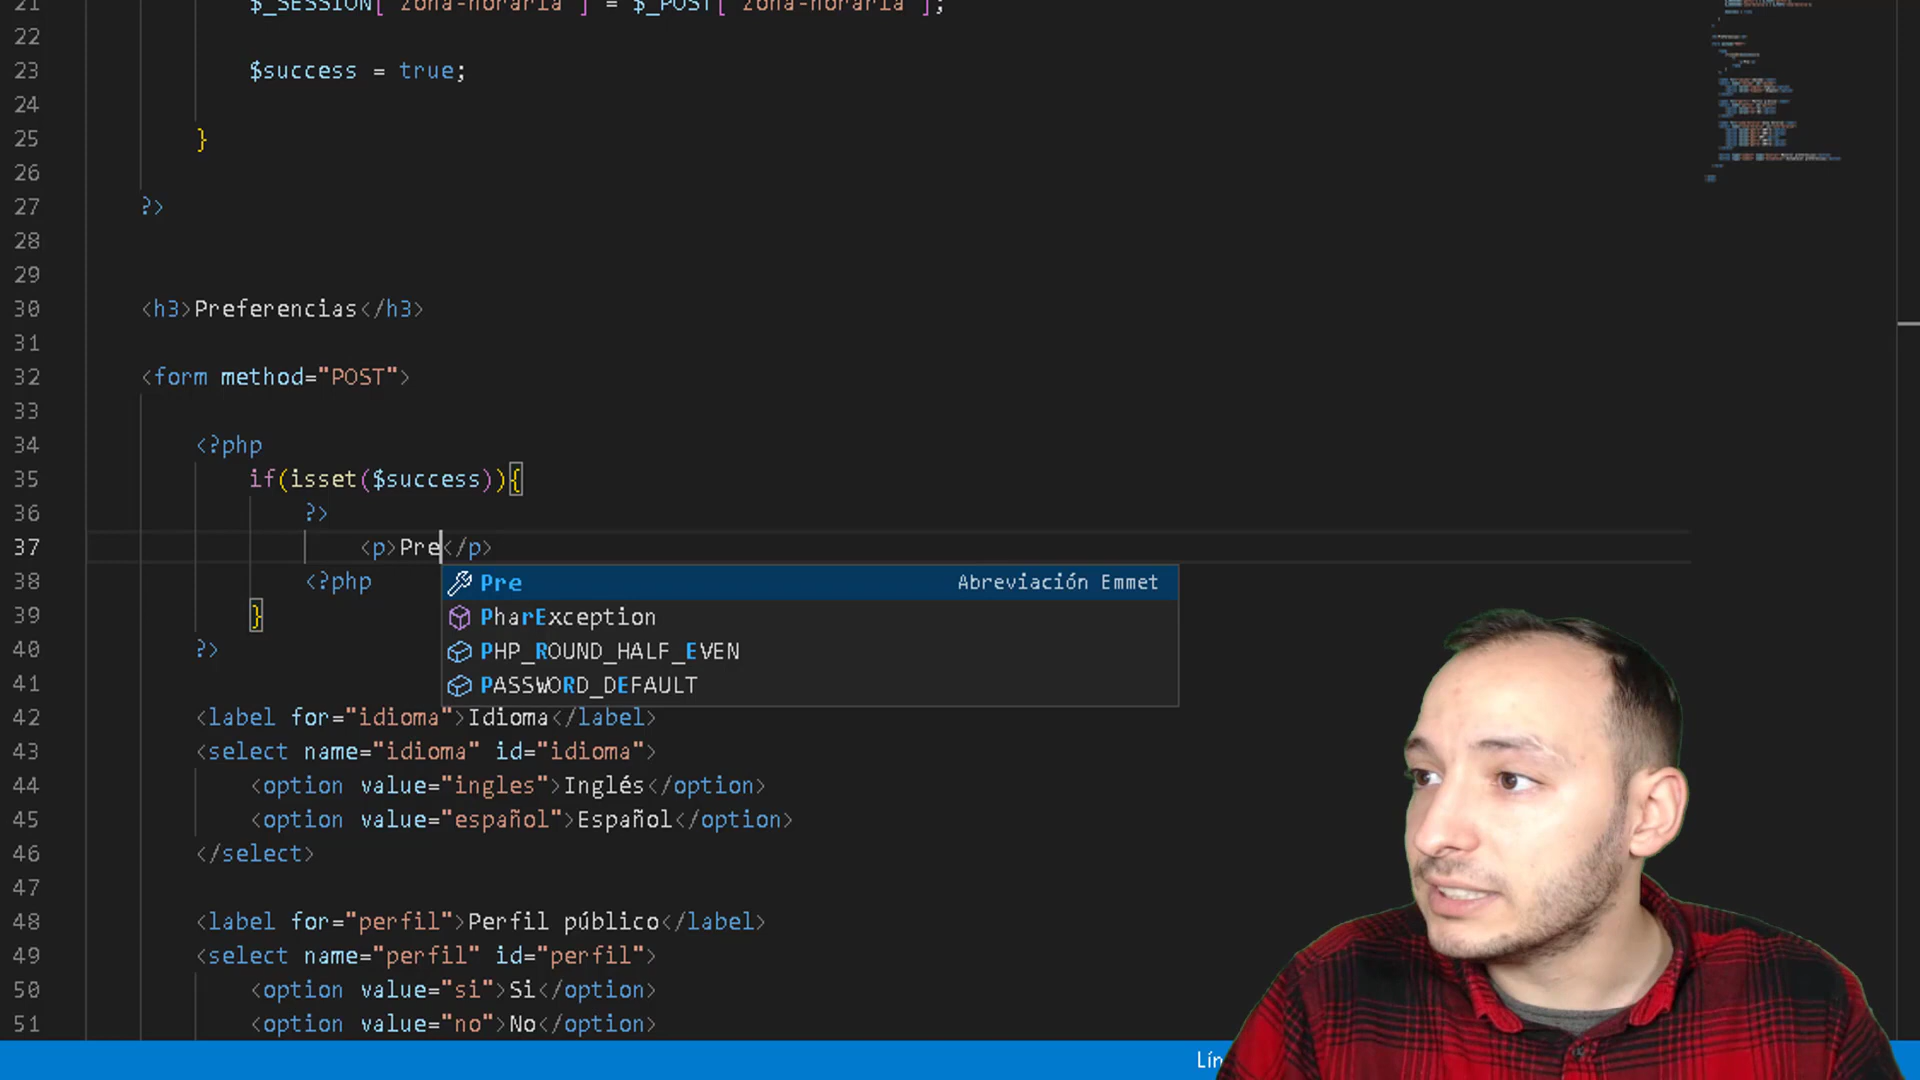 21 $_SESSION["zona-horaria"] = $_POST["zona-horaria"];
22
23 $success = true;
24
25 }
26
27 ?>
28
29
30 <h3>Preferencias</h3>
31
32 <form method="POST">
33
34 <?php
35 if(isset($success)){
36 ?>
37 <p>Pre</p>
38 <?php
Pre Abreviación Emmet
PharException
39 }
PHP_ROUND_HALF_EVEN
40 ?>
PASSWORD_DEFAULT
41
42 <label for="idioma">Idioma</label>
43 <select name="idioma" id="idioma">
44 <option value="ingles">Inglés</option>
45 <option value="español">Español</option>
46 </select>
47
48 <label for="perfil">Perfil público</label>
49 <select name="perfil" id="perfil">
50 <option value="si">Si</option>
51 <option value="no">No</option>